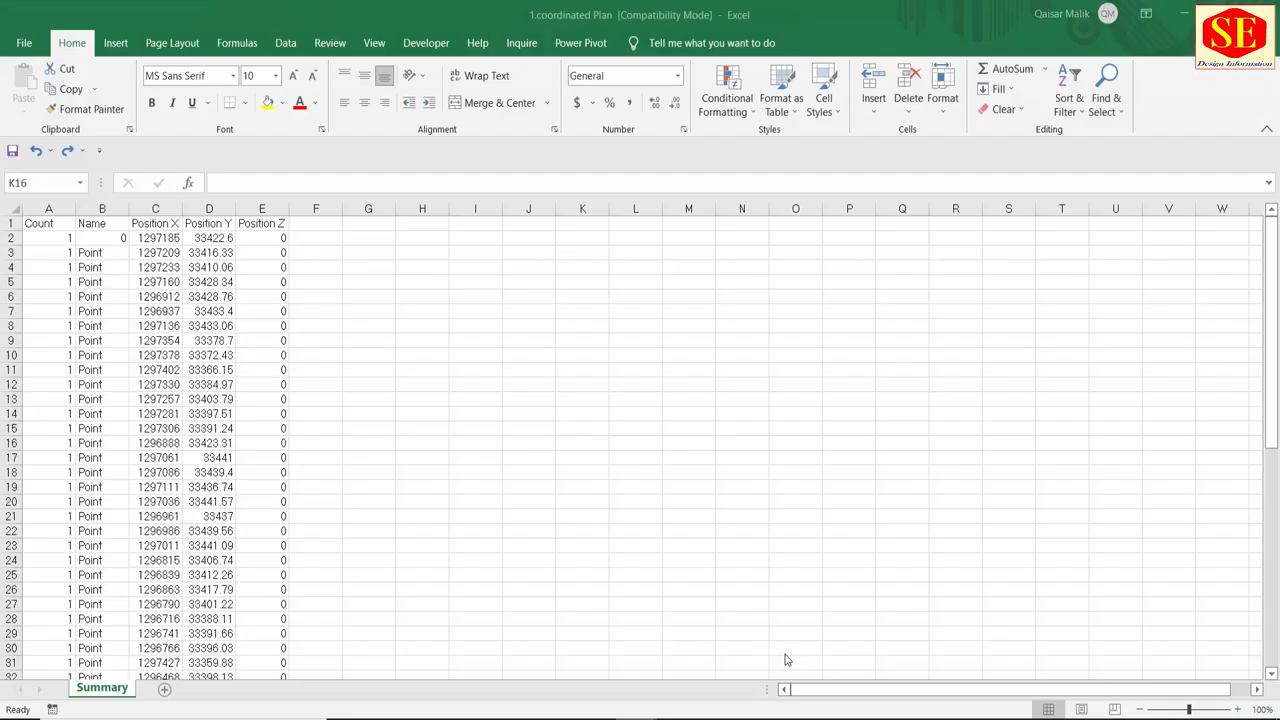 1.coordinated Plan [Compatibility Mode] - Excel
Qaisar Malik QM
SE
Design Information
File Home Insert Page Layout Formulas Data Review View Developer Help Inquire Power Pivot Tell me what you want to do
Paste
Cut
Copy
Format Painter
Clipboard
MS Sans Serif 10
B I U
Font
Wrap Text
Merge & Center
Alignment
General
$ % ,
Number
Conditional Formatting
Format as Table
Cell Styles
Styles
Insert
Delete
Format
Cells
AutoSum
Fill
Clear
Sort & Filter
Find & Select
Editing
K16
fx
A B C D E F G H I J K L M N O P Q R S T U V W
1 Count Name Position X Position Y Position Z
2 1 0 1297185 33422.6 0
3 1 Point 1297209 33416.33 0
4 1 Point 1297233 33410.06 0
5 1 Point 1297160 33428.34 0
6 1 Point 1296912 33428.76 0
7 1 Point 1296937 33433.4 0
8 1 Point 1297136 33433.06 0
9 1 Point 1297354 33378.7 0
10 1 Point 1297378 33372.43 0
11 1 Point 1297402 33366.15 0
12 1 Point 1297330 33384.97 0
13 1 Point 1297257 33403.79 0
14 1 Point 1297281 33397.51 0
15 1 Point 1297306 33391.24 0
16 1 Point 1296888 33423.31 0
17 1 Point 1297061 33441 0
18 1 Point 1297086 33439.4 0
19 1 Point 1297111 33436.74 0
20 1 Point 1297036 33441.57 0
21 1 Point 1296961 33437 0
22 1 Point 1296986 33439.56 0
23 1 Point 1297011 33441.09 0
24 1 Point 1296815 33406.74 0
25 1 Point 1296839 33412.26 0
26 1 Point 1296863 33417.79 0
27 1 Point 1296790 33401.22 0
28 1 Point 1296716 33388.11 0
29 1 Point 1296741 33391.66 0
30 1 Point 1296766 33396.03 0
31 1 Point 1297427 33359.88 0
32 1 Point 1296468 33398.13 0
Summary
Ready
100%